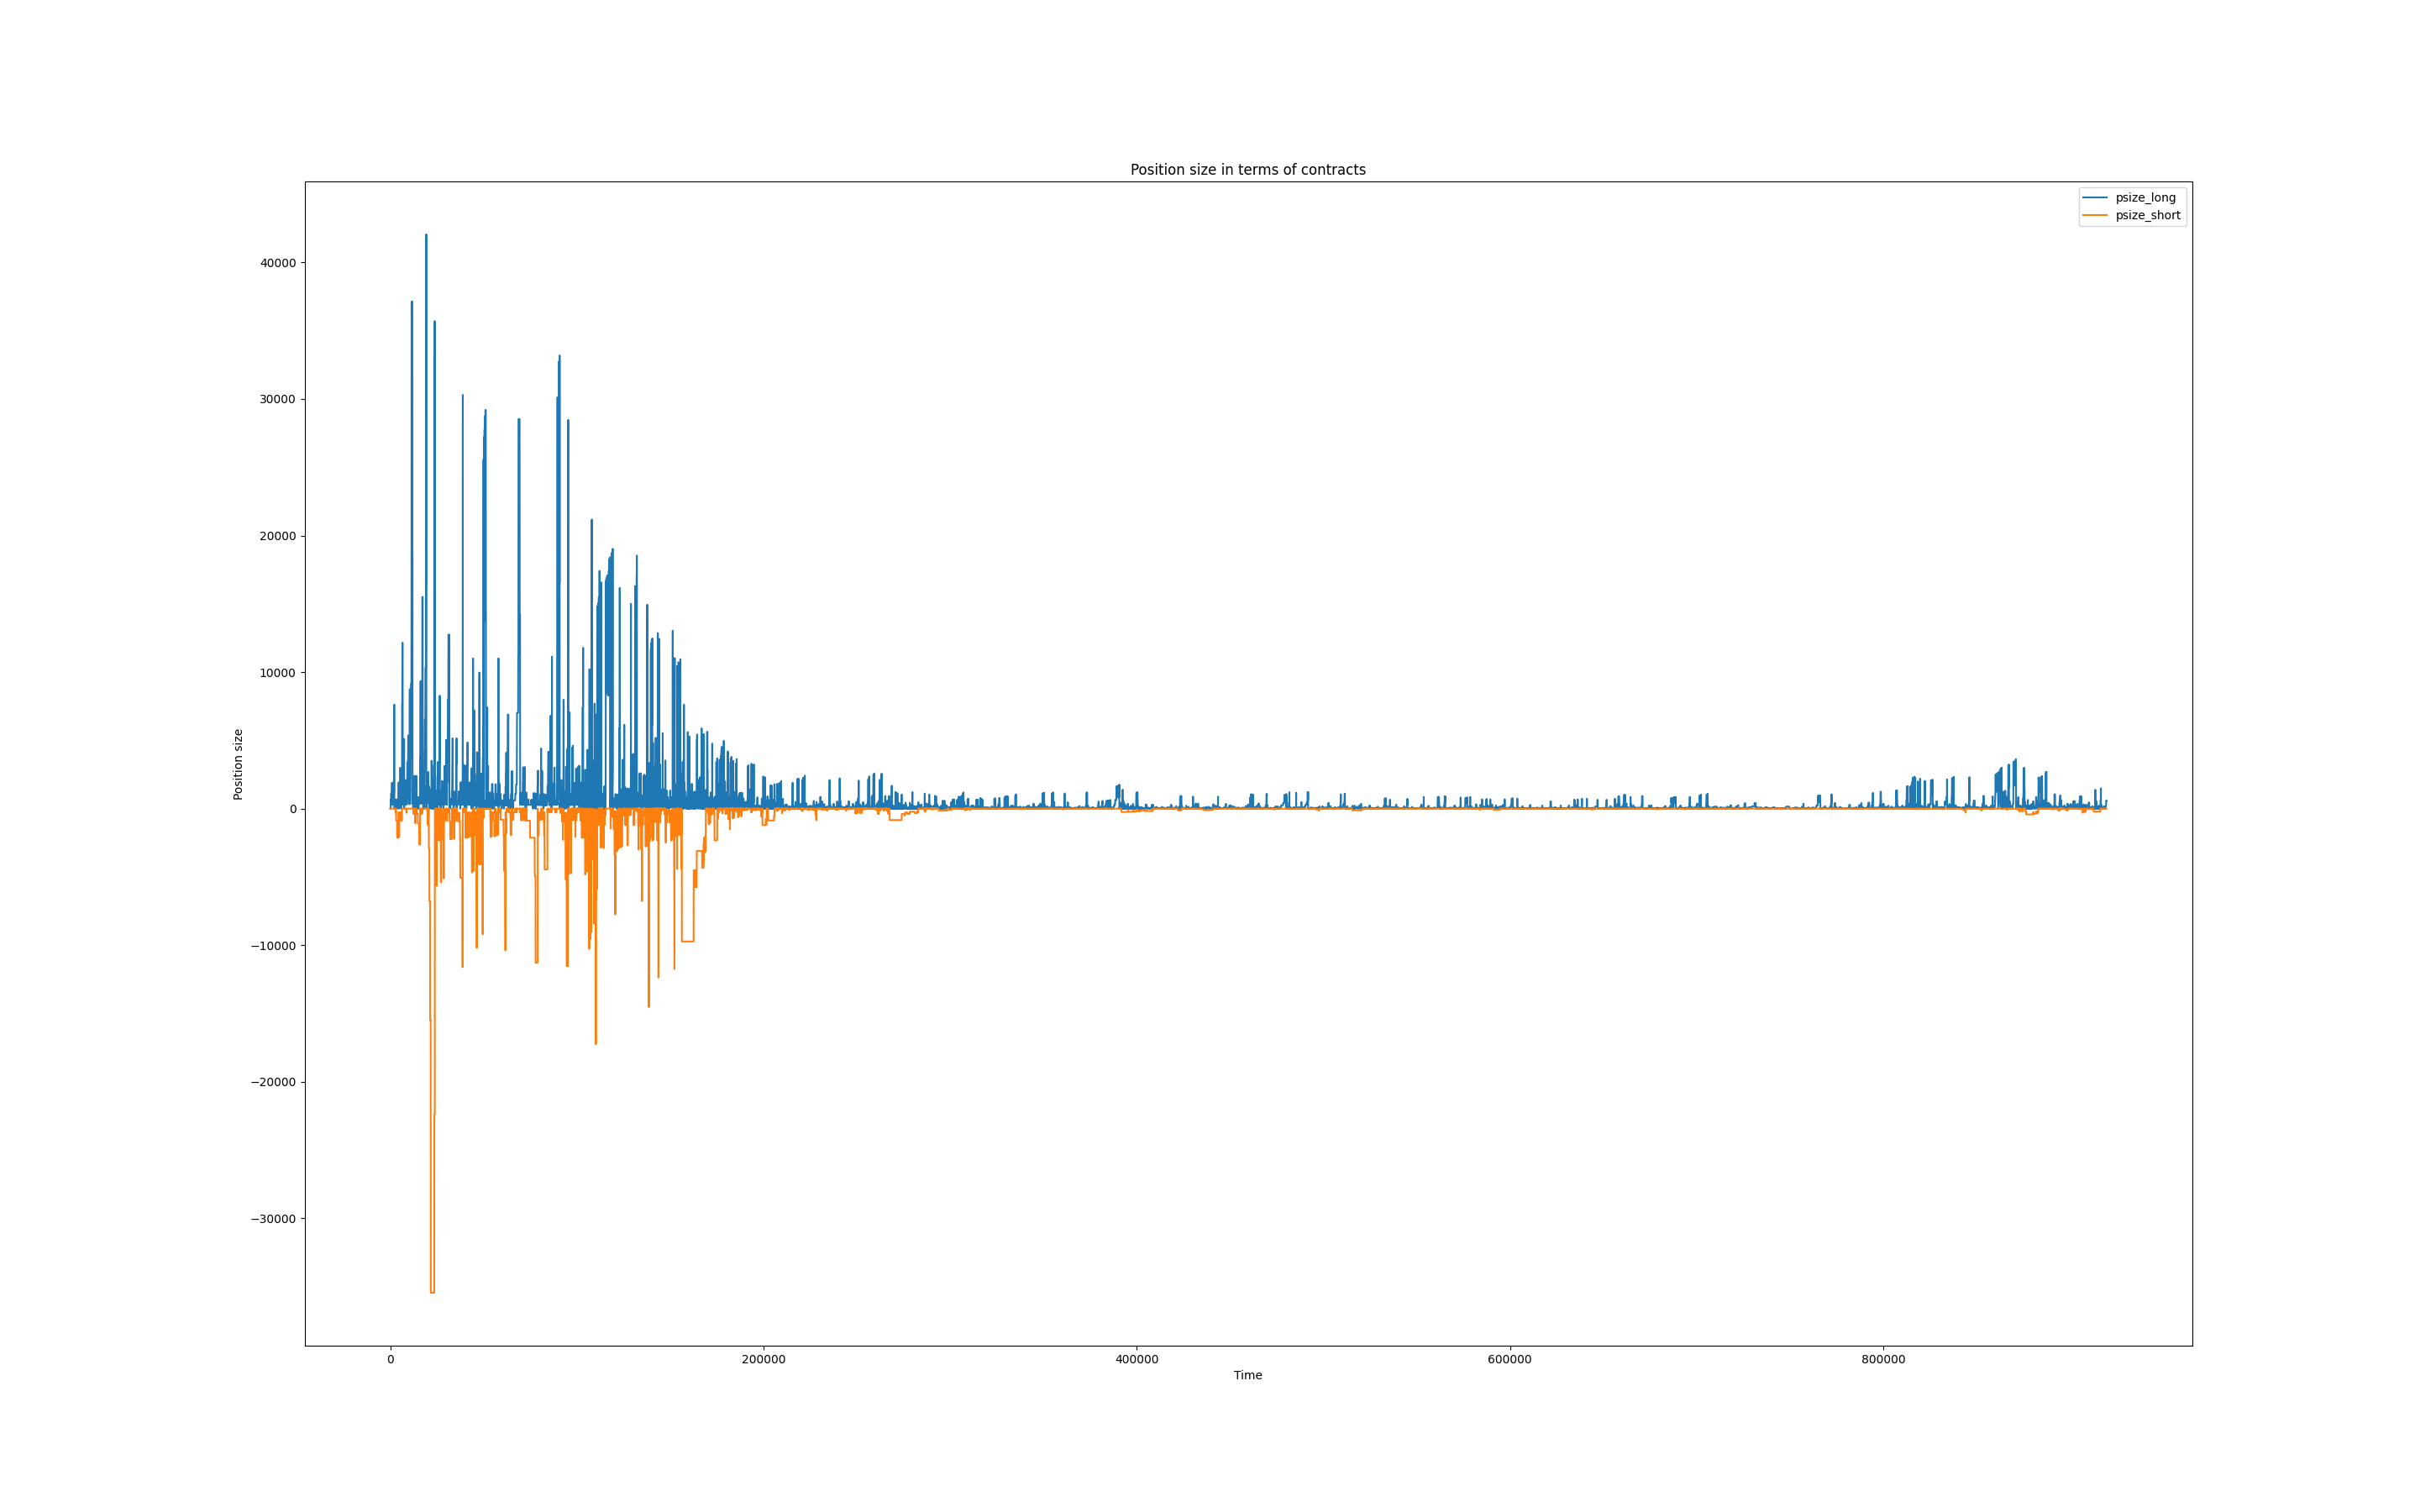 Position size in terms of contracts
psize_long
psize_short
40000
30000
20000
10000
0
−10000
−20000
−30000
Position size
0
200000
400000
600000
800000
Time